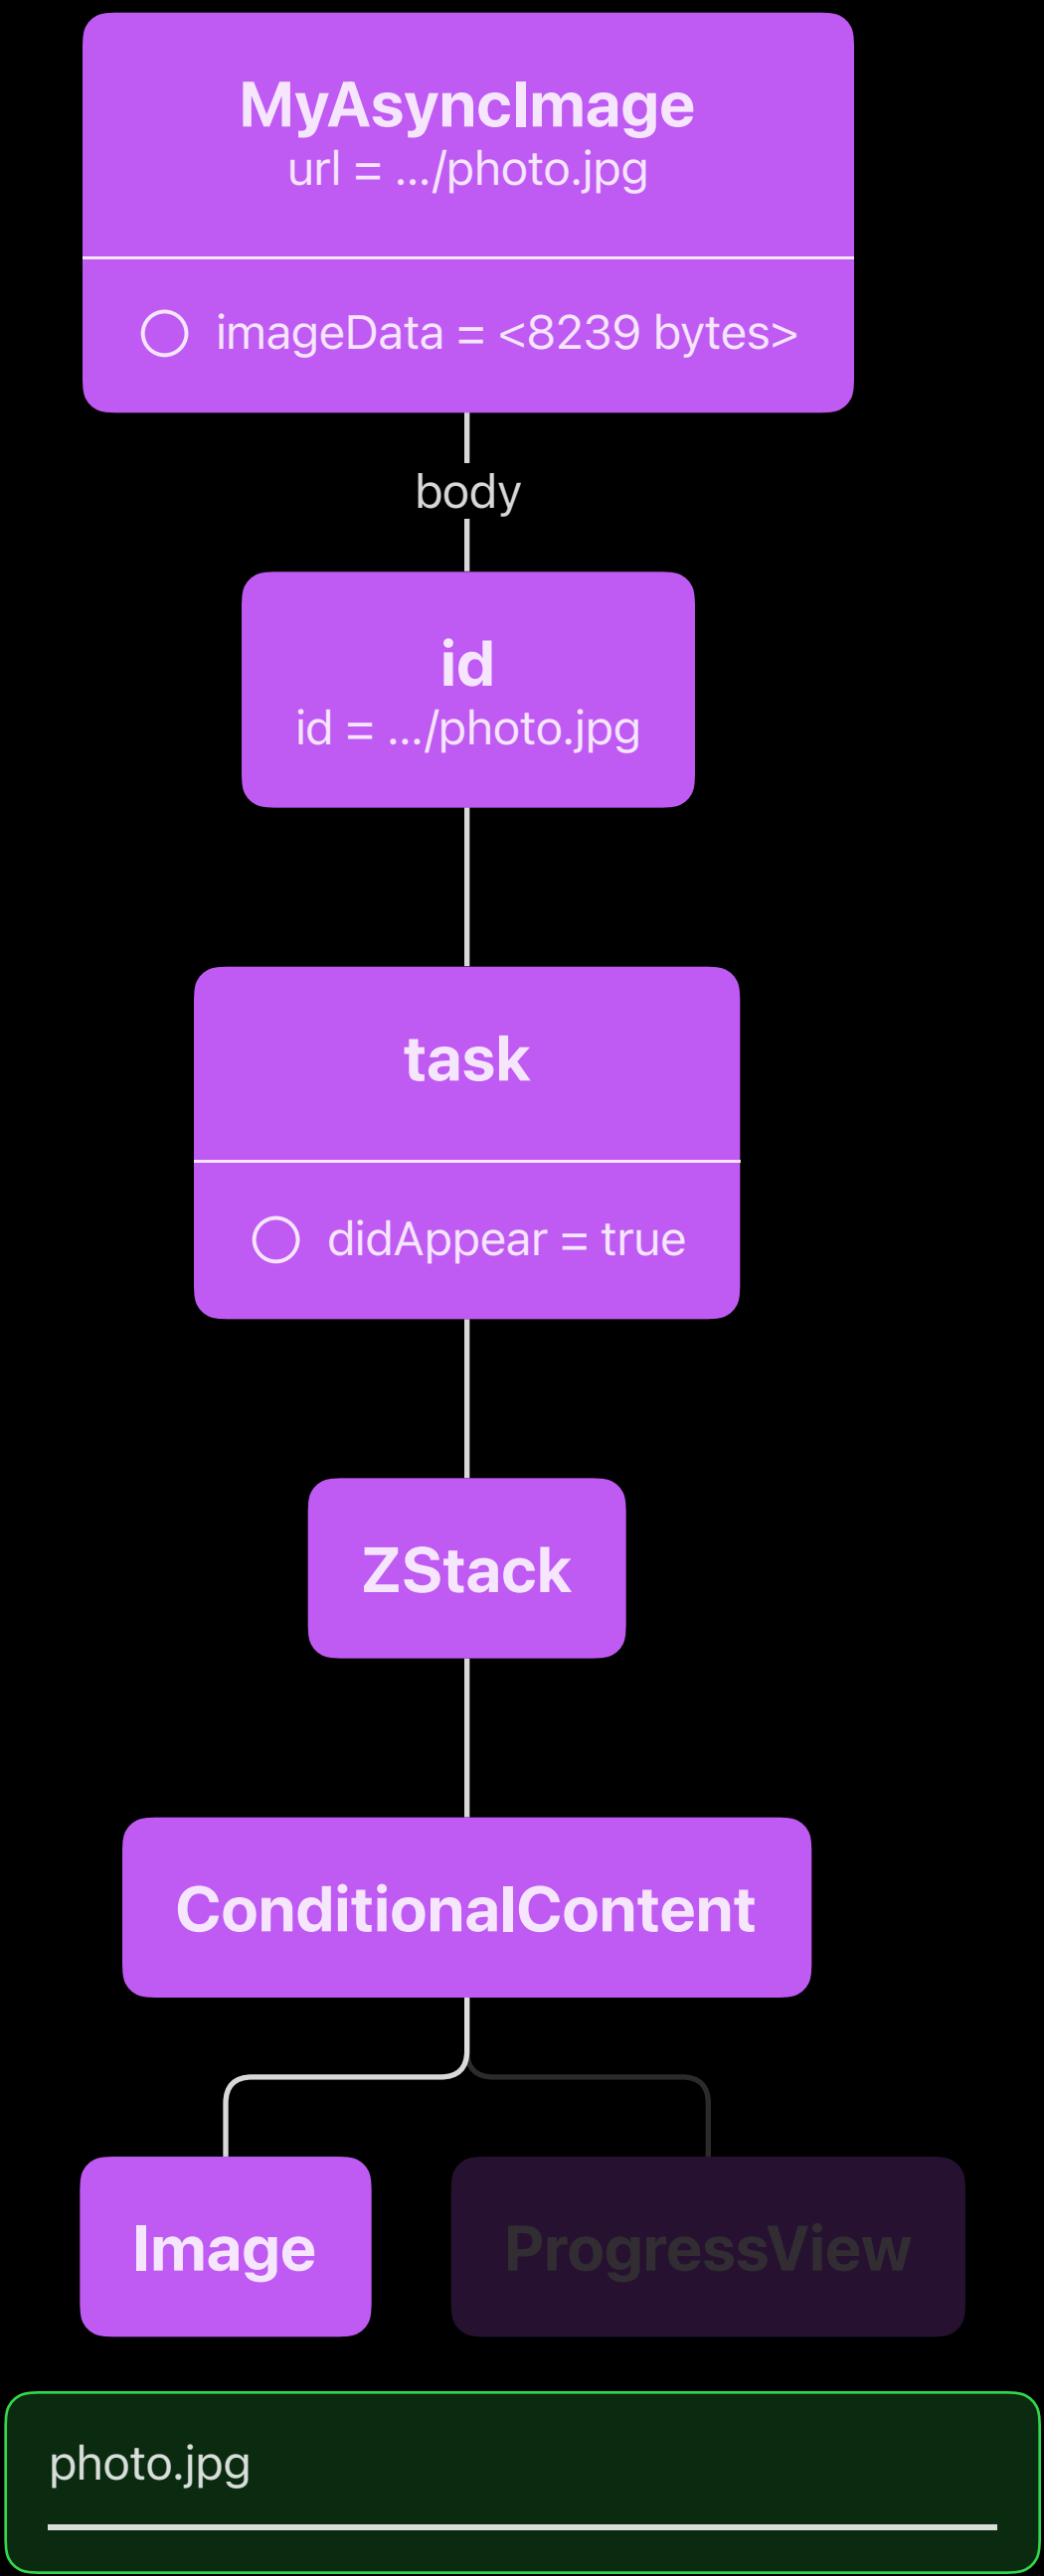 MyAsyncImage
url = .../photo.jpg
imageData = <8239 bytes>
body
id
id = .../photo.jpg
task
didAppear = true
ZStack
ConditionalContent
Image
ProgressView
photo.jpg